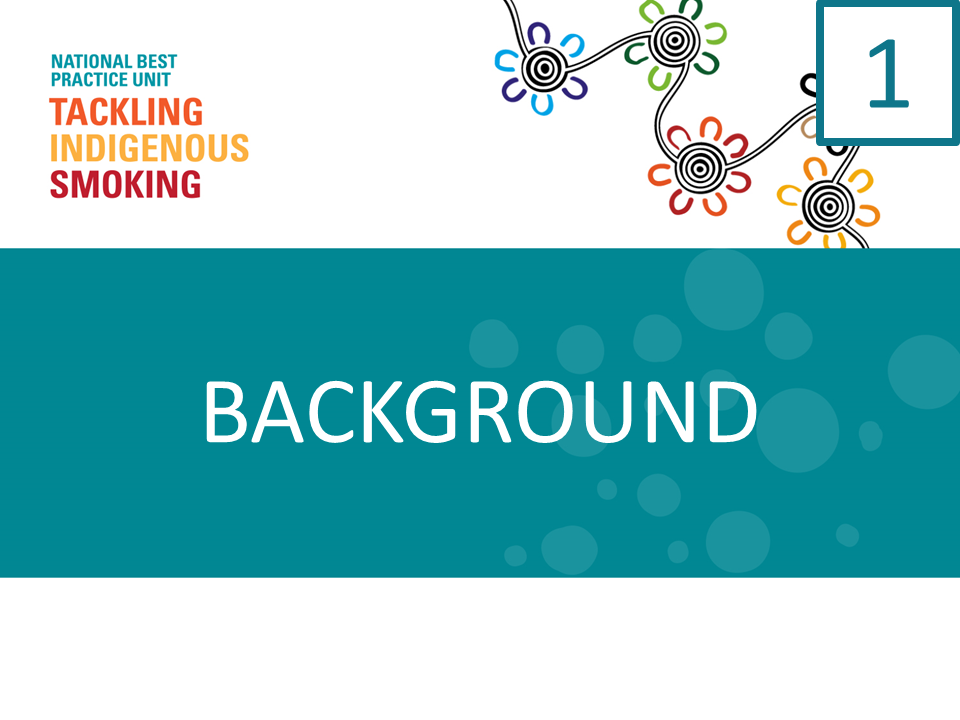 NATIONAL BEST
PRACTICE UNIT
TACKLING
INDIGENOUS
SMOKING
1
BACKGROUND